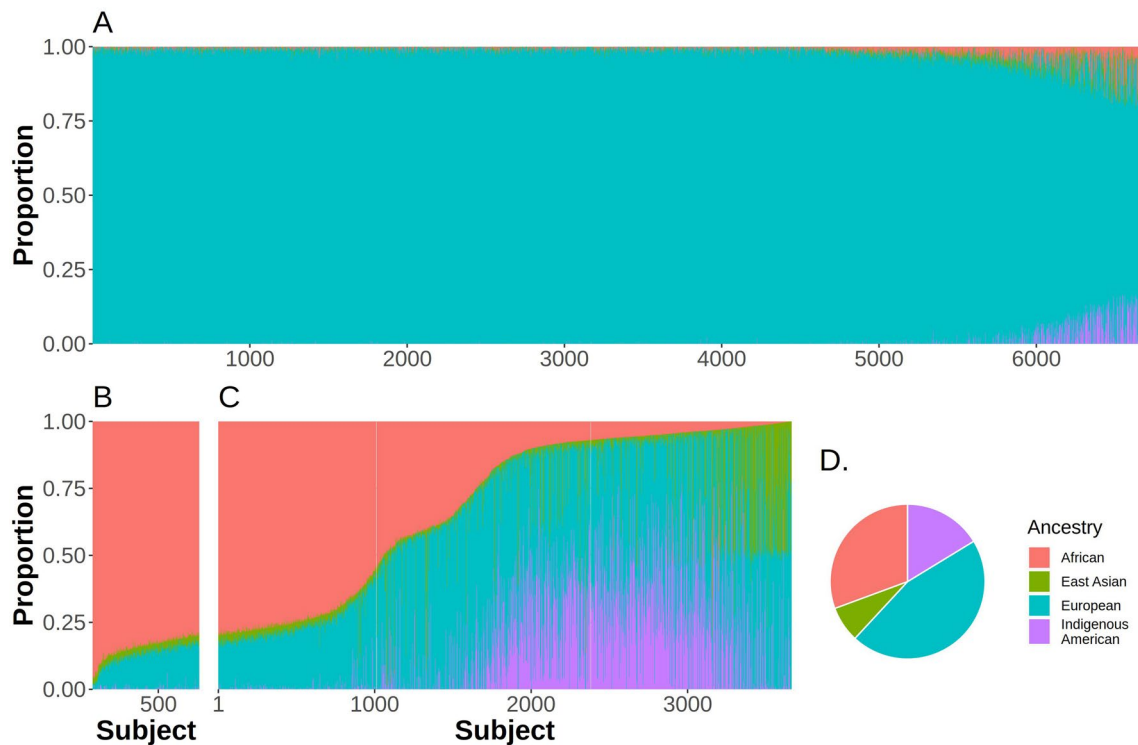 A
1.00
0.75
0.50
0.25
0.00
Proportion
1000 2000 3000 4000 5000 6000
B C
1.00
0.75
0.50
0.25
0.00
Proportion
500 1 1000 2000 3000
Subject Subject
D.
Ancestry
African
East Asian
European
Indigenous
American